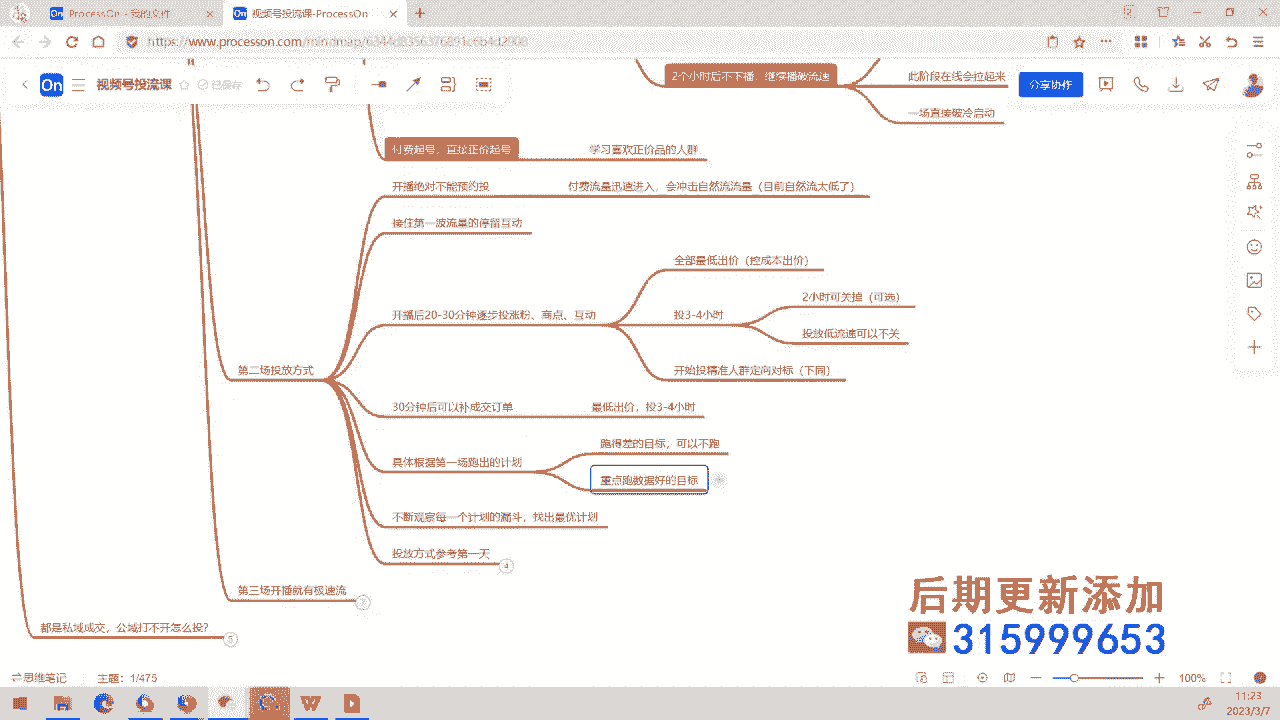 ProcessOn - 我的文件
视频号投流课-ProcessOn
视频号投流课
已保存
分享协作
2个小时后不下播，继续播破流速
此阶段在线会拉起来
一场直接破冷启动
付费起号，直接正价起号
学习喜欢正价品的人群
开播绝对不能预约投
付费流量迅速进入，会冲击自然流流量（目前自然流太低了）
接住第一波流量的停留互动
全部最低出价（控成本出价）
2小时可关掉（可选）
开播后20-30分钟逐步投涨粉、商点、互动
投3-4小时
投放低流速可以不关
第二场投放方式
开始投精准人群定向对标（下同）
30分钟后可以补成交订单
最低出价，投3-4小时
跑得差的目标，可以不跑
具体根据第一场跑出的计划
重点跑数据好的目标
不断观察每一个计划的漏斗，找出最优计划
投放方式参考第一天
4
第三场开播就有极速流
7
都是私域成交，公域打不开怎么投？
5
后期更新添加
315999653
思维笔记
主题：1/475
100%
11:23
2023/3/7